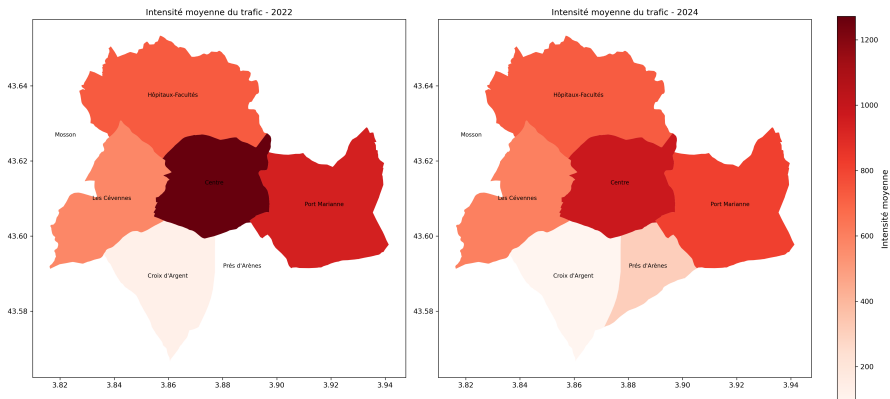 Intensité moyenne du trafic - 2022
43.64
43.62
43.60
43.58
Hôpitaux-Facultés
Mosson
Centre
Les Cévennes
Port Marianne
Prés d'Arènes
Croix d'Argent
3.82 3.84 3.86 3.88 3.90 3.92 3.94
Intensité moyenne du trafic - 2024
43.64
43.62
43.60
43.58
Hôpitaux-Facultés
Mosson
Centre
Les Cévennes
Port Marianne
Prés d'Arènes
Croix d'Argent
3.82 3.84 3.86 3.88 3.90 3.92 3.94
1200
1000
800
600
400
200
Intensité moyenne